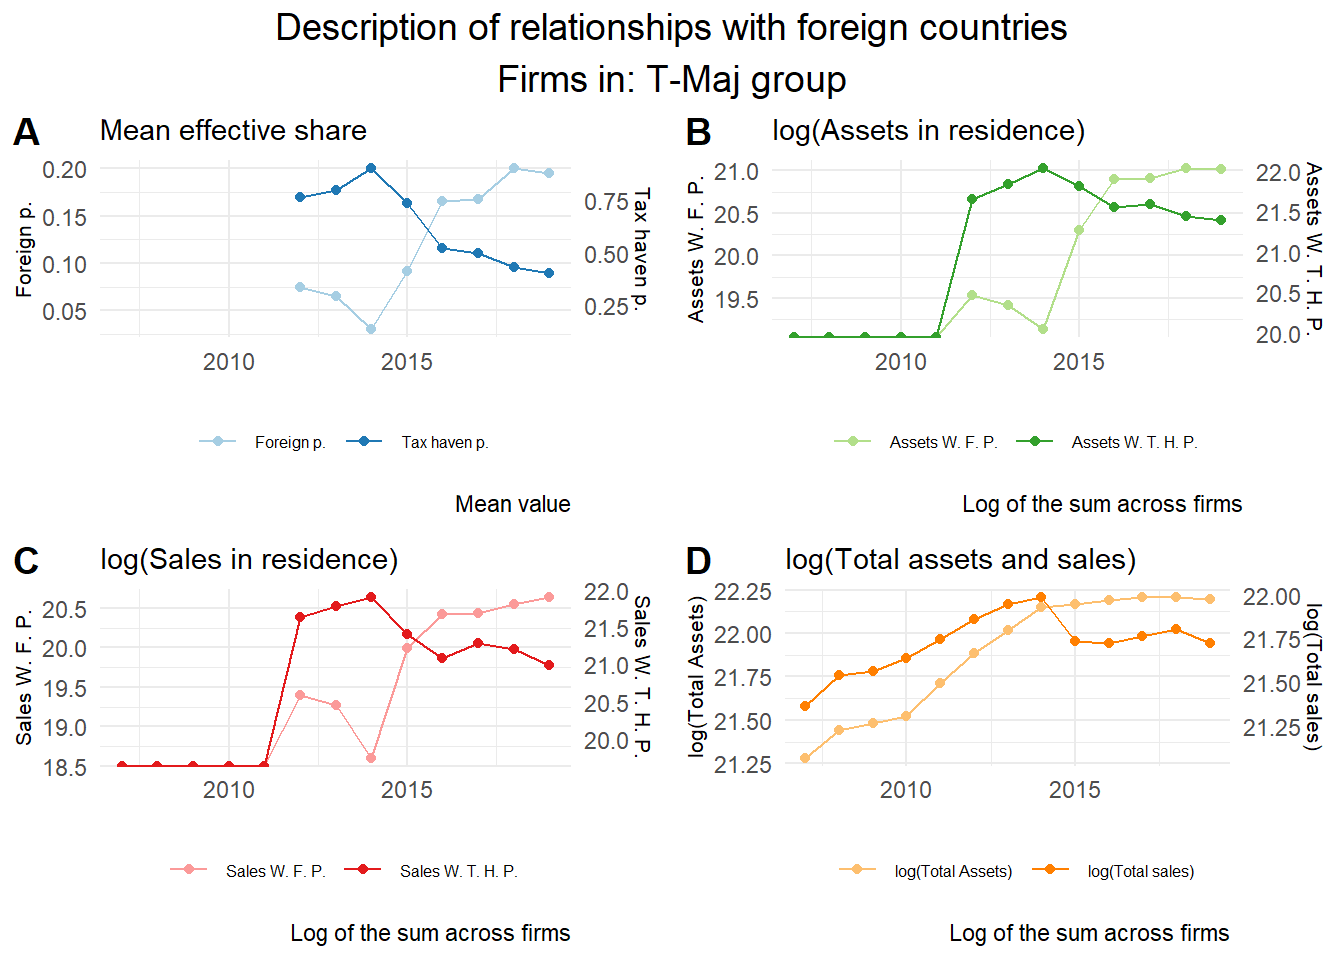 Description of relationships with foreign countries
Firms in: T-Maj group
A
Mean effective share
0.20
0.15
0.10
0.05
Foreign p.
0.75
0.50
0.25
Tax haven p.
2010
2015
Foreign p.
Tax haven p.
Mean value
B
log(Assets in residence)
21.0
20.5
20.0
19.5
Assets W. F. P.
22.0
21.5
21.0
20.5
20.0
Assets W. T. H. P.
2010
2015
Assets W. F. P.
Assets W. T. H. P.
Log of the sum across firms
C
log(Sales in residence)
20.5
20.0
19.5
19.0
18.5
Sales W. F. P.
22.0
21.5
21.0
20.5
20.0
Sales W. T. H. P.
2010
2015
Sales W. F. P.
Sales W. T. H. P.
Log of the sum across firms
D
log(Total assets and sales)
22.25
22.00
21.75
21.50
21.25
log(Total Assets)
22.00
21.75
21.50
21.25
log(Total sales)
2010
2015
log(Total Assets)
log(Total sales)
Log of the sum across firms